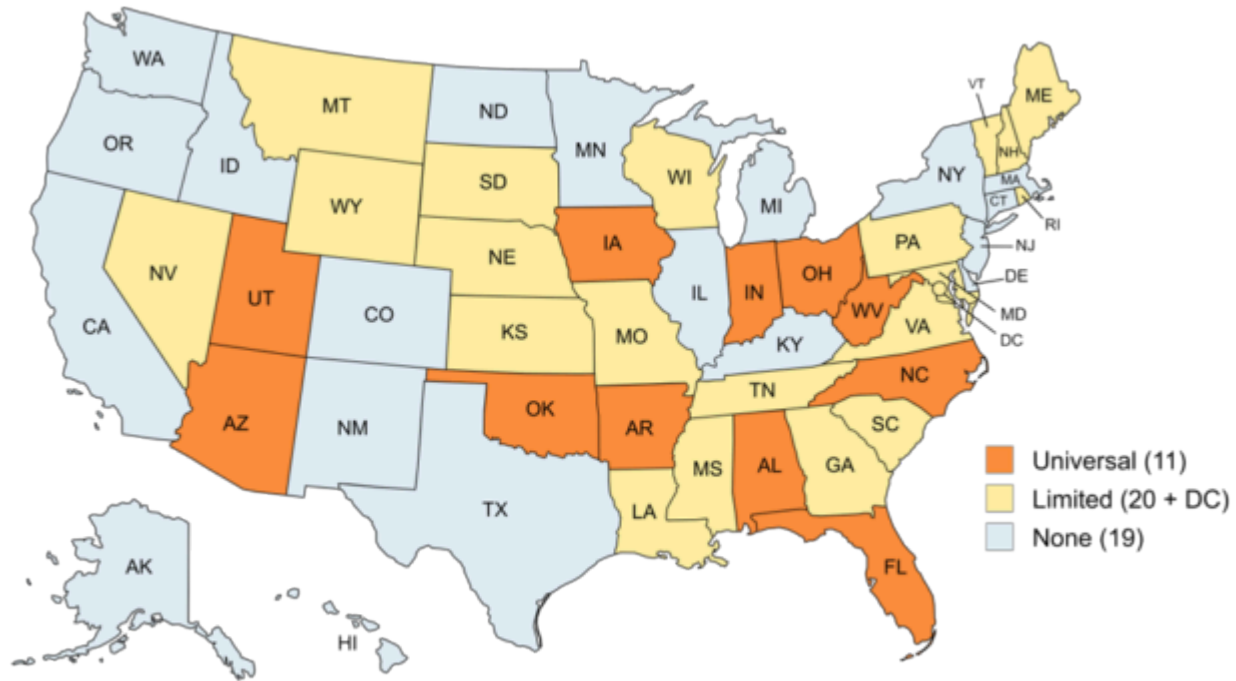 WA
MT
ND
MN
VT
ME
OR
ID
NH
WI
NY
MA
SD
CT
WY
MI
RI
IA
PA
NJ
NE
NV
OH
DE
UT
IL
IN
CO
WV
MD
CA
KS
MO
VA
DC
KY
NC
TN
OK
AZ
NM
AR
SC
MS
AL
GA
Universal (11)
LA
Limited (20 + DC)
TX
None (19)
AK
FL
HI